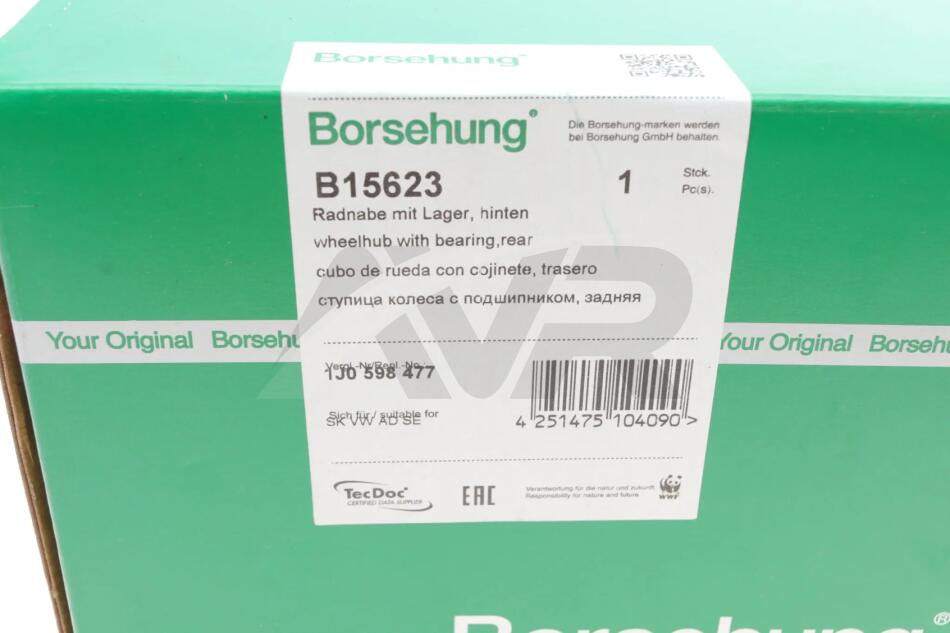 Borsehung
Borsehung®
Die Borsehung-marken werden
bei Borsehung GmbH behalten.
B15623
1
Stck.
Pc(s).
Radnabe mit Lager, hinten
wheelhub with bearing,rear
cubo de rueda con cojinete, trasero
ступица колеса с подшипником, задняя
Your Original Borsehu
Your Original Borseh
VR
Vergl.-Nr/Repl.-No.:
1J0 598 477
Sich für / suitable for
SK VW AD SE
4 251475 104090 >
TecDoc
CERTIFIED DATA SUPPLIER
EAC
Verantwortung für die natur und zukunft.
Responsibility for nature and future.
WWF
Borsehung®